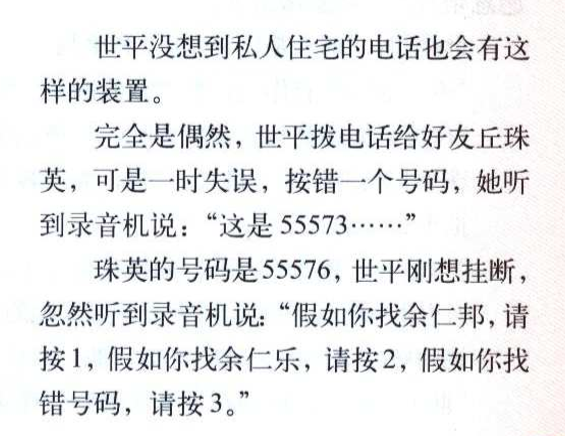 世平没想到私人住宅的电话也会有这
样的装置。
完全是偶然，世平拨电话给好友丘珠
英，可是一时失误，按错一个号码，她听
到录音机说：“这是 55573……”
珠英的号码是55576，世平刚想挂断，
忽然听到录音机说：“假如你找余仁邦，请
按1，假如你找余仁乐，请按2，假如你找
错号码，请按3。”